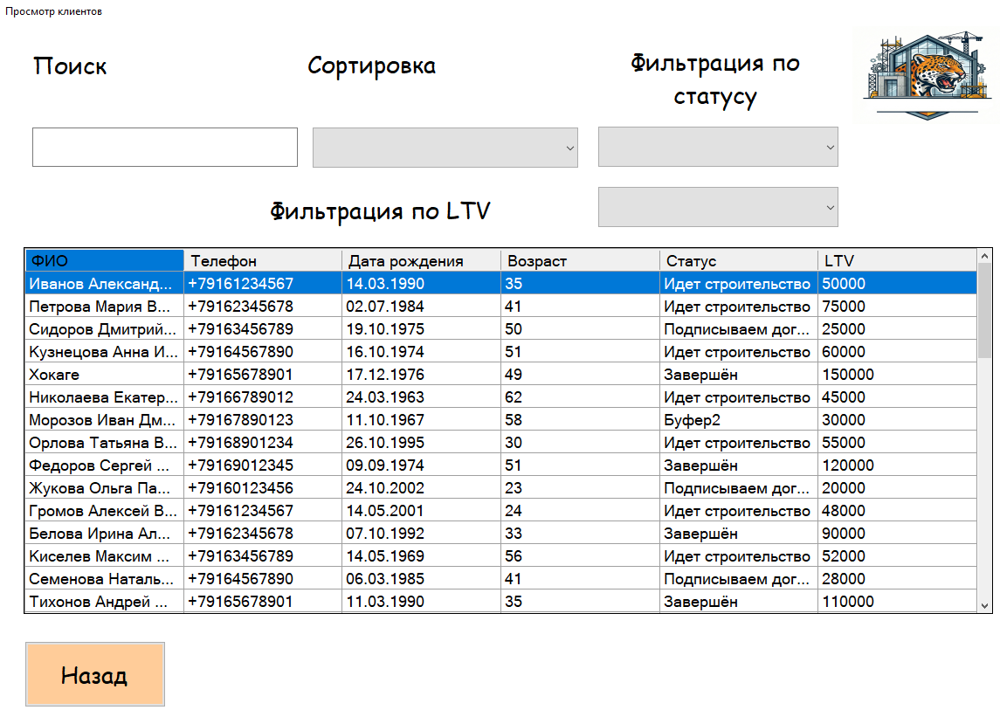 Просмотр клиентов
Поиск
Сортировка
Фильтрация по
статусу
Фильтрация по LTV
ФИО Телефон Дата рождения Возраст Статус LTV
Иванов Александ... +79161234567 14.03.1990 35 Идет строительство 50000
Петрова Мария В... +79162345678 02.07.1984 41 Идет строительство 75000
Сидоров Дмитрий... +79163456789 19.10.1975 50 Подписываем дог... 25000
Кузнецова Анна И... +79164567890 16.10.1974 51 Идет строительство 60000
Хокаге +79165678901 17.12.1976 49 Завершён 150000
Николаева Екатер... +79166789012 24.03.1963 62 Идет строительство 45000
Морозов Иван Дм... +79167890123 11.10.1967 58 Буфер2 30000
Орлова Татьяна В... +79168901234 26.10.1995 30 Идет строительство 55000
Федоров Сергей ... +79169012345 09.09.1974 51 Завершён 120000
Жукова Ольга Па... +79160123456 24.10.2002 23 Подписываем дог... 20000
Громов Алексей В... +79161234567 14.05.2001 24 Идет строительство 48000
Белова Ирина Ал... +79162345678 07.10.1992 33 Завершён 90000
Киселев Максим ... +79163456789 14.05.1969 56 Идет строительство 52000
Семенова Наталь... +79164567890 06.03.1985 41 Подписываем дог... 28000
Тихонов Андрей ... +79165678901 11.03.1990 35 Завершён 110000
Назад